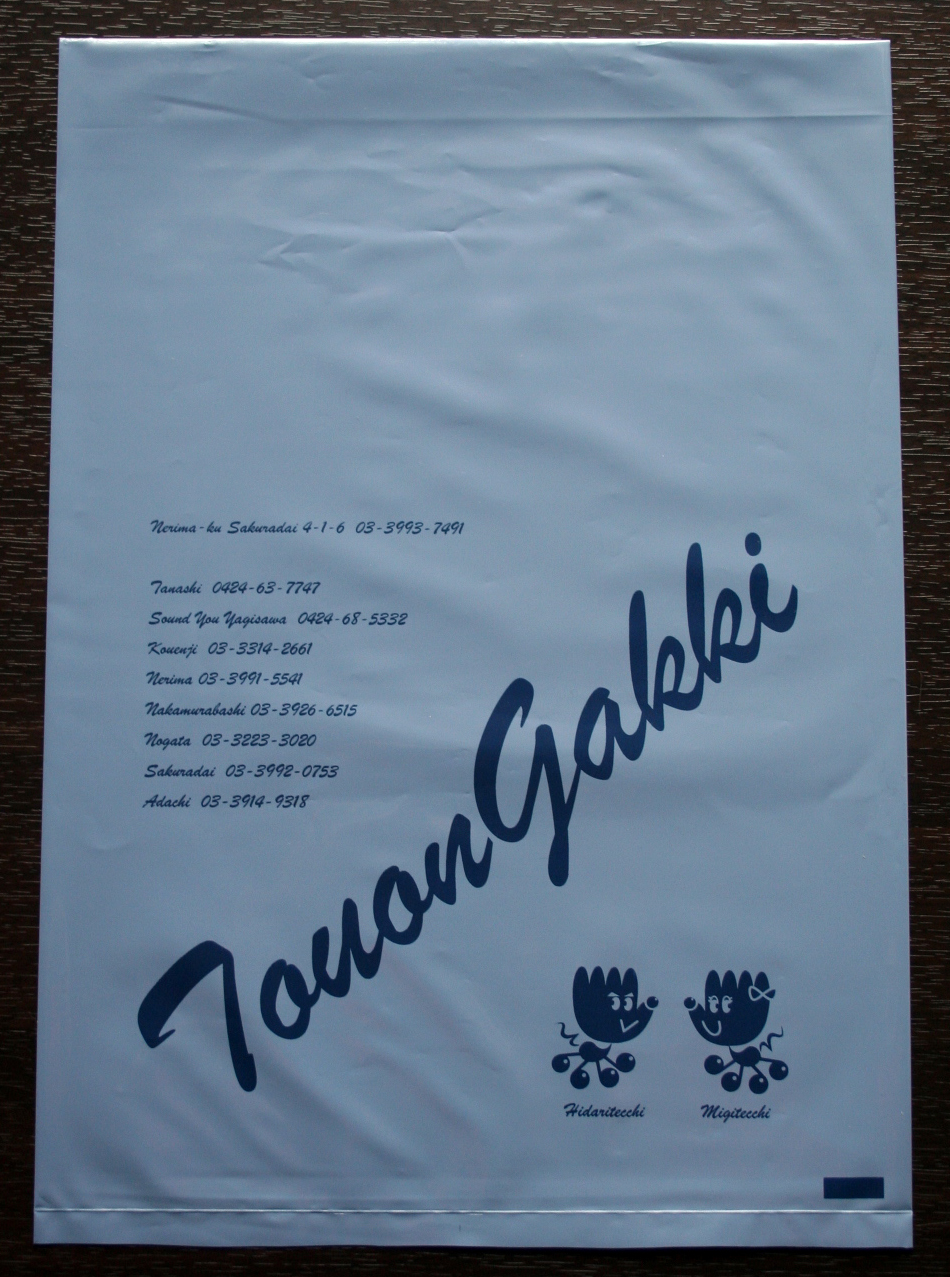 Nerima-ku Sakuradai 4-1-6 03-3993-7491
Tanashi 0424-63-7747
Sound You Yagisawa 0424-68-5332
Kouenji 03-3314-2661
Nerima 03-3991-5541
Nakamurabashi 03-3926-6515
Nogata 03-3223-3020
Sakuradai 03-3992-0753
Adachi 03-3914-9318
Touon Gakki
Hidaritecchi Migitecchi